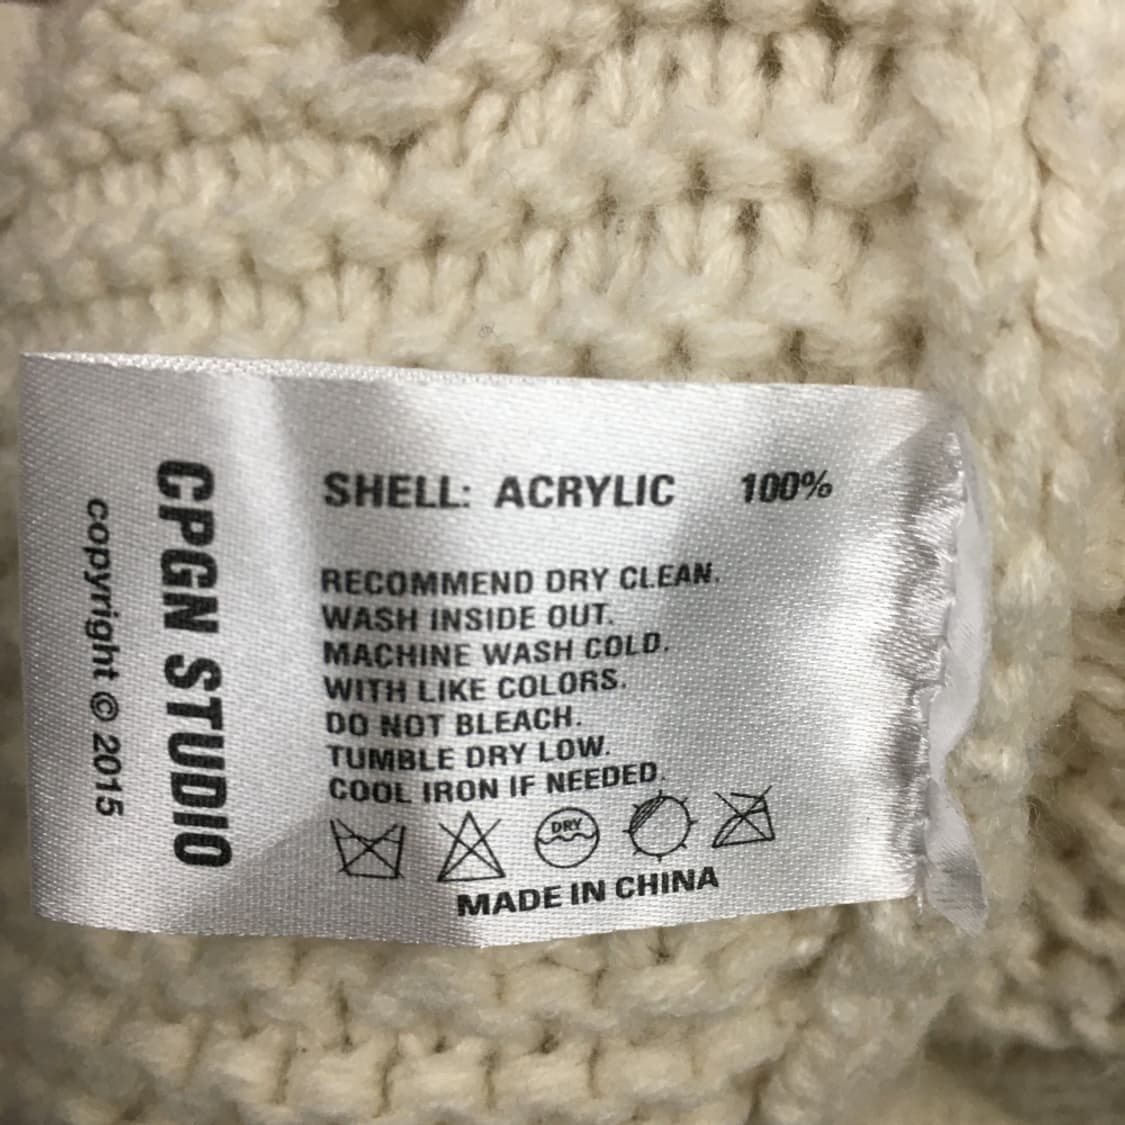 CPGN STUDIO
copyright © 2015
SHELL: ACRYLIC 100%
RECOMMEND DRY CLEAN.
WASH INSIDE OUT.
MACHINE WASH COLD.
WITH LIKE COLORS.
DO NOT BLEACH.
TUMBLE DRY LOW.
COOL IRON IF NEEDED.
DRY
MADE IN CHINA